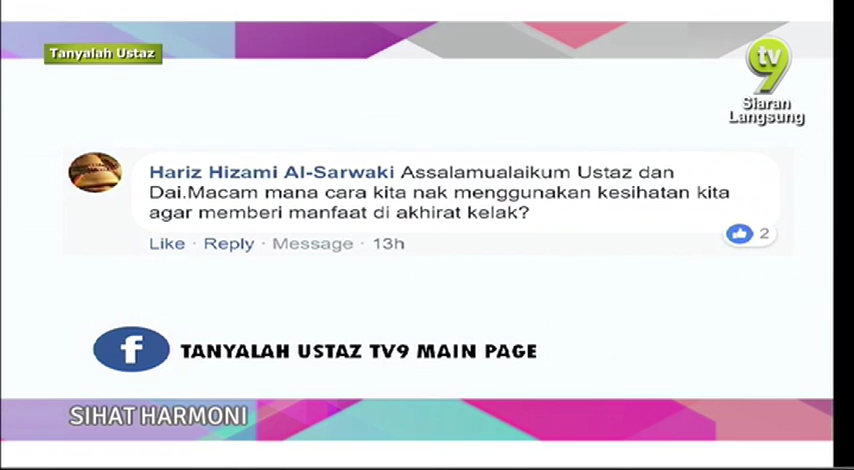 Tanyalah Ustaz
tv
9
Siaran
Langsung
Hariz Hizami Al-Sarwaki Assalamualaikum Ustaz dan
Dai.Macam mana cara kita nak menggunakan kesihatan kita
agar memberi manfaat di akhirat kelak?
2
Like · Reply · Message · 13h
f TANYALAH USTAZ TV9 MAIN PAGE
SIHAT HARMONI